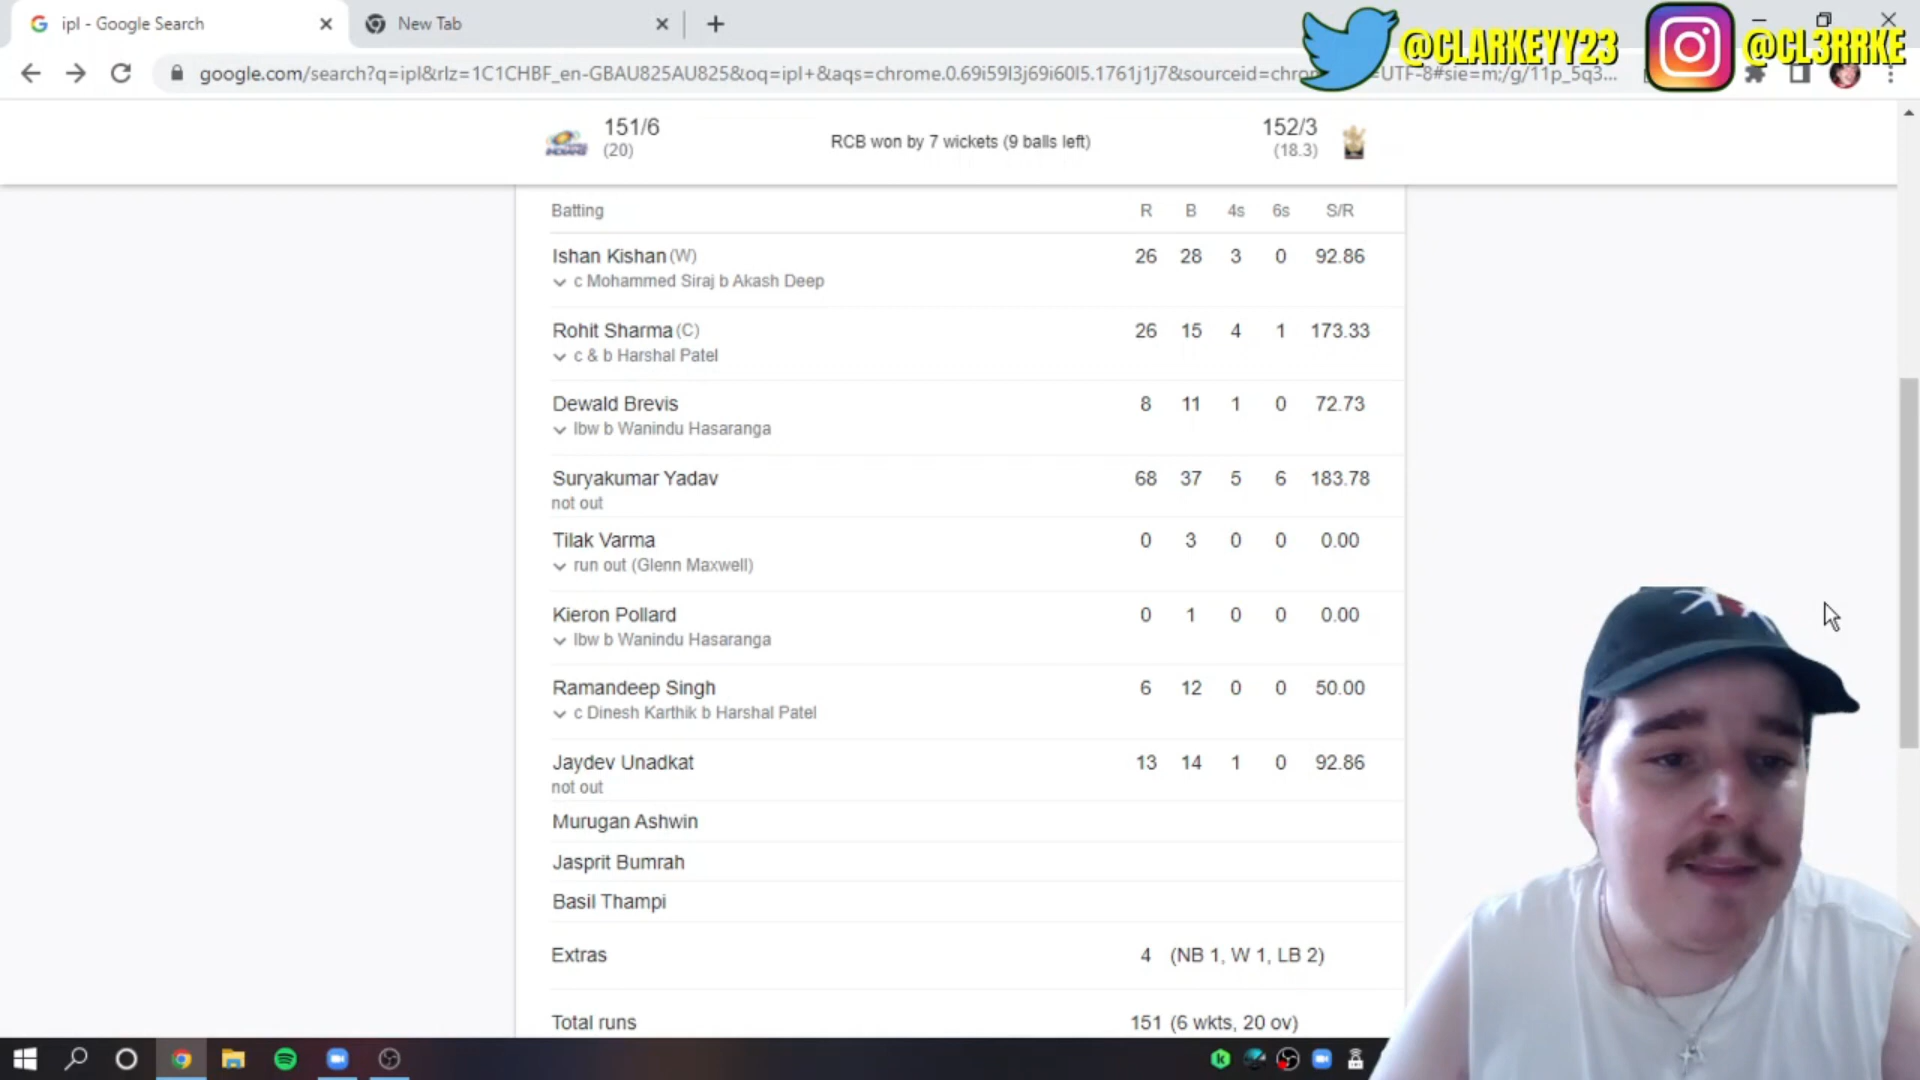 ipl - Google Search
New Tab
@CLARKEYY23
@CL3RRKE
google.com/search?q=ipl&rlz=1C1CHBF_en-GBAU825AU825&oq=ipl+&aqs=chrome.0.69i59l3j69i60l5.1761j1j7&sourceid=chro UTF-8#sie=m;/g/11p_5q3...
151/6
(20)
RCB won by 7 wickets (9 balls left)
152/3
(18.3)
Batting R B 4s 6s S/R
Ishan Kishan (W) 26 28 3 0 92.86
c Mohammed Siraj b Akash Deep
Rohit Sharma (C) 26 15 4 1 173.33
c & b Harshal Patel
Dewald Brevis 8 11 1 0 72.73
lbw b Wanindu Hasaranga
Suryakumar Yadav 68 37 5 6 183.78
not out
Tilak Varma 0 3 0 0 0.00
run out (Glenn Maxwell)
Kieron Pollard 0 1 0 0 0.00
lbw b Wanindu Hasaranga
Ramandeep Singh 6 12 0 0 50.00
c Dinesh Karthik b Harshal Patel
Jaydev Unadkat 13 14 1 0 92.86
not out
Murugan Ashwin
Jasprit Bumrah
Basil Thampi
Extras 4 (NB 1, W 1, LB 2)
Total runs 151 (6 wkts, 20 ov)